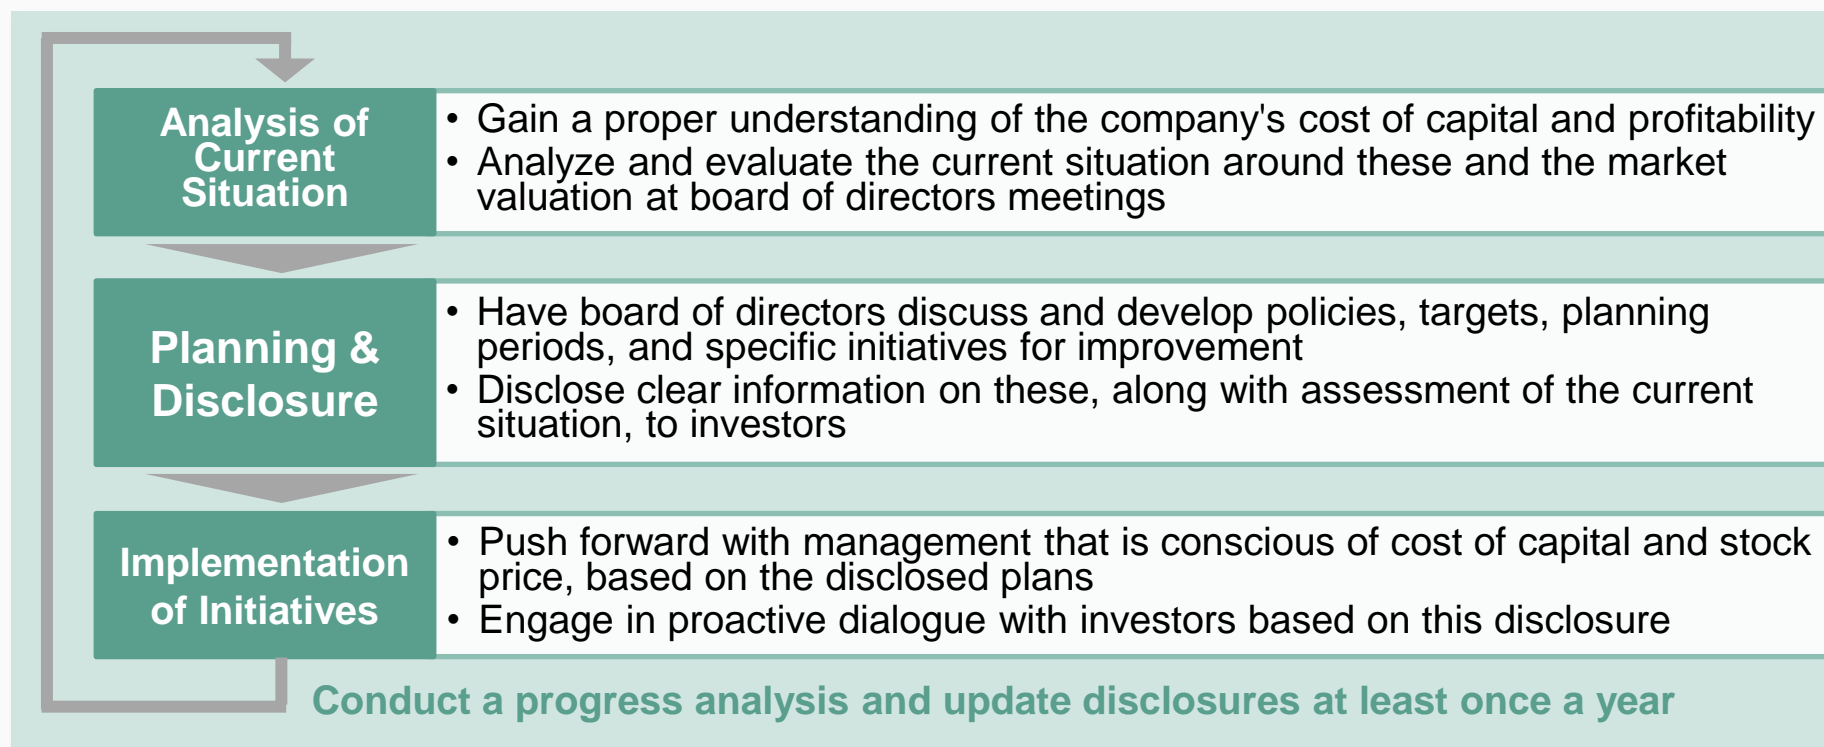 Analysis of
Current
Situation
• Gain a proper understanding of the company's cost of capital and profitability
• Analyze and evaluate the current situation around these and the market
valuation at board of directors meetings
Planning &
Disclosure
• Have board of directors discuss and develop policies, targets, planning
periods, and specific initiatives for improvement
• Disclose clear information on these, along with assessment of the current
situation, to investors
Implementation
of Initiatives
• Push forward with management that is conscious of cost of capital and stock
price, based on the disclosed plans
• Engage in proactive dialogue with investors based on this disclosure
Conduct a progress analysis and update disclosures at least once a year